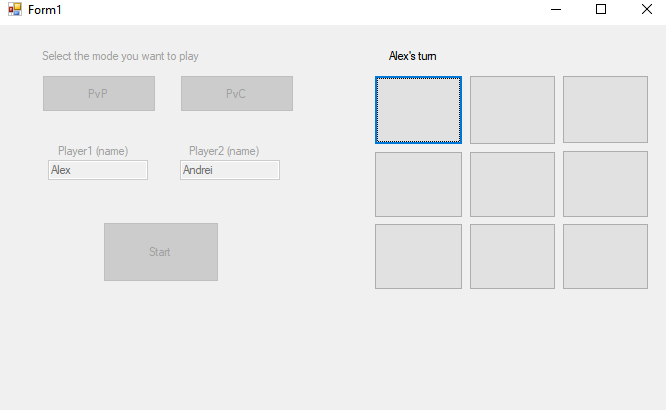 Form1
Select the mode you want to play
PvP
PvC
Player1 (name)
Player2 (name)
Alex
Andrei
Start
Alex's turn